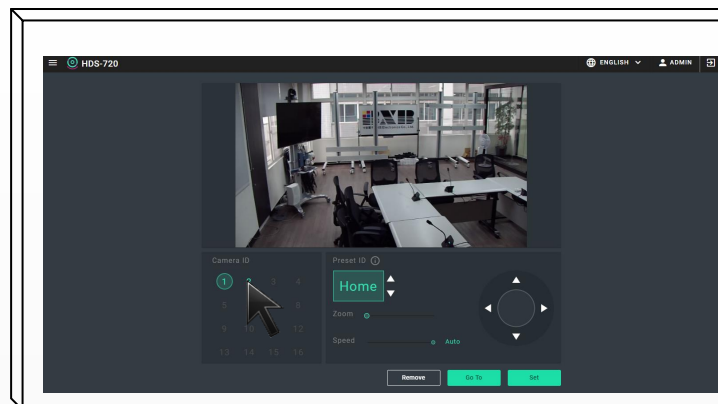 HDS-720
ENGLISH
ADMIN
Camera ID
1 2 3 4
5 8
9 10 12
13 14 15 16
Preset ID
Home
Zoom
Speed
Auto
Remove
Go To
Set